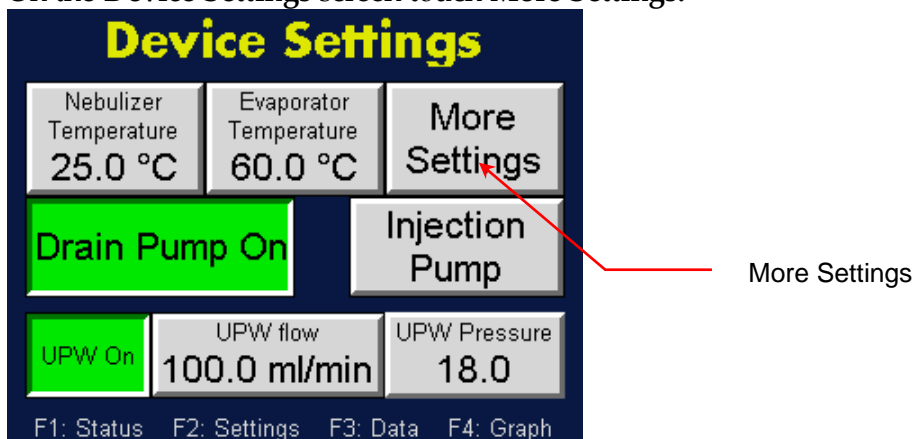 On the Device Settings screen touch More Settings.
Device Settings
Nebulizer
Temperature
25.0 °C
Evaporator
Temperature
60.0 °C
More
Settings
Drain Pump On
Injection
Pump
More Settings
UPW On
UPW flow
100.0 ml/min
UPW Pressure
18.0
F1: Status F2: Settings F3: Data F4: Graph